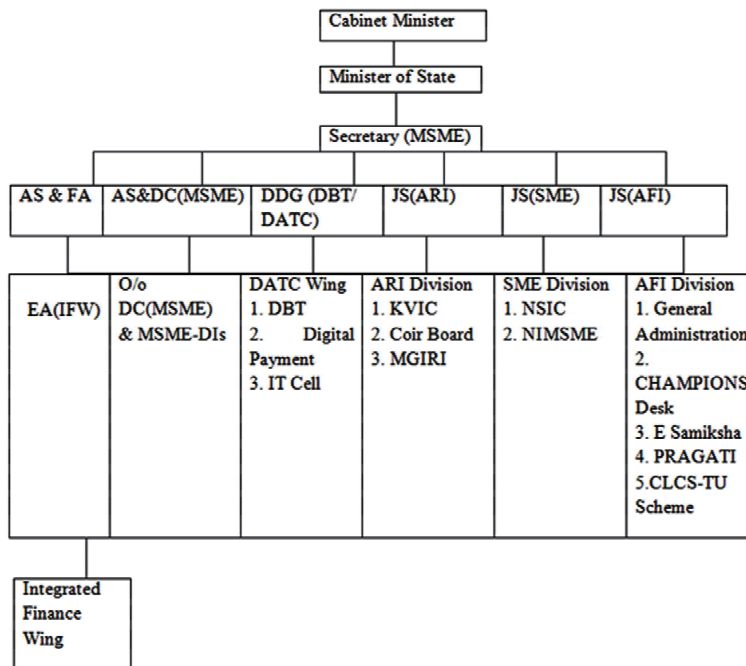 Cabinet Minister
Minister of State
Secretary (MSME)
AS & FA
AS&DC(MSME)
DDG (DBT/
DATC)
JS(ARI)
JS(SME)
JS(AFI)
EA(IFW)
O/o
DC(MSME)
& MSME-DIs
DATC Wing
1. DBT
2. Digital
Payment
3. IT Cell
ARI Division
1. KVIC
2. Coir Board
3. MGIRI
SME Division
1. NSIC
2. NIMSME
AFI Division
1. General
Administration
2.
CHAMPIONS
Desk
3. E Samiksha
4. PRAGATI
5.CLCS-TU
Scheme
Integrated
Finance
Wing